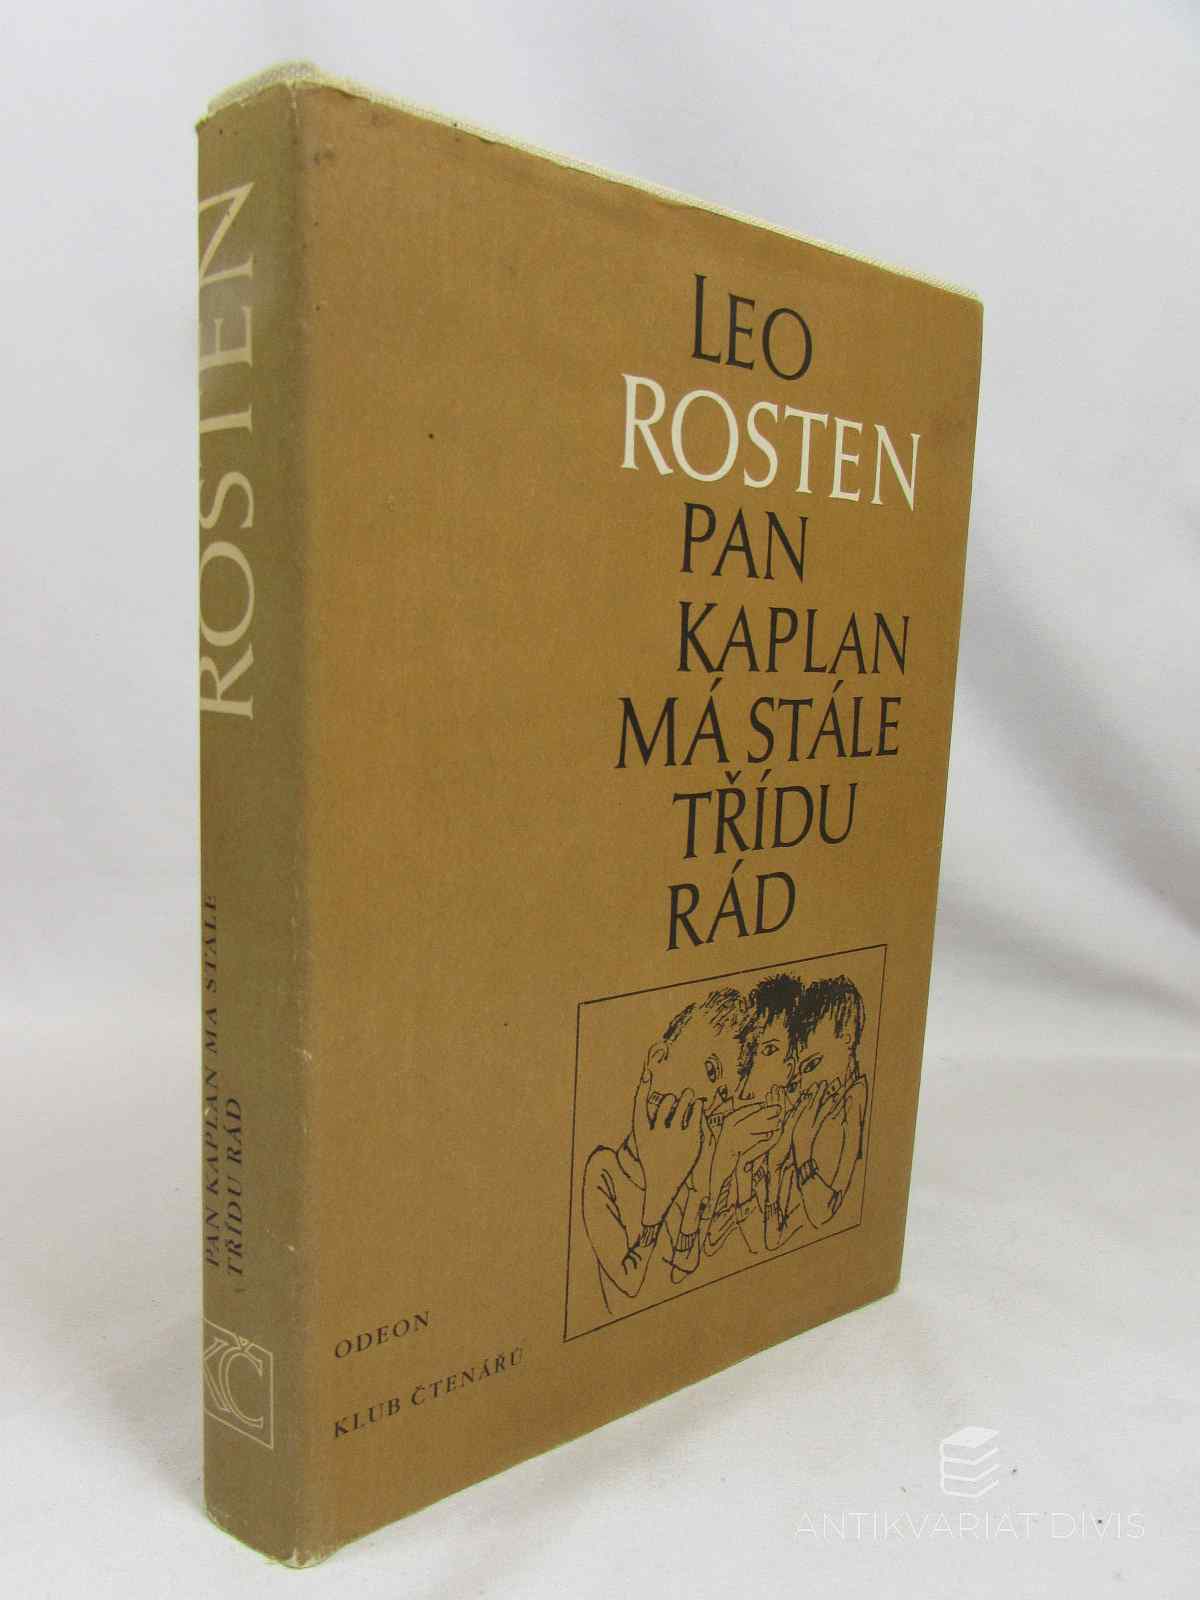 LEO
ROSTEN
PAN
KAPLAN
MÁ STÁLE
TŘÍDU
RÁD
ODEON
KLUB ČTENÁŘŮ
ROSTEN
PAN KAPLAN MÁ STÁLE
TŘÍDU RÁD
KČ
ANTIKVARIÁT DIVIŠ